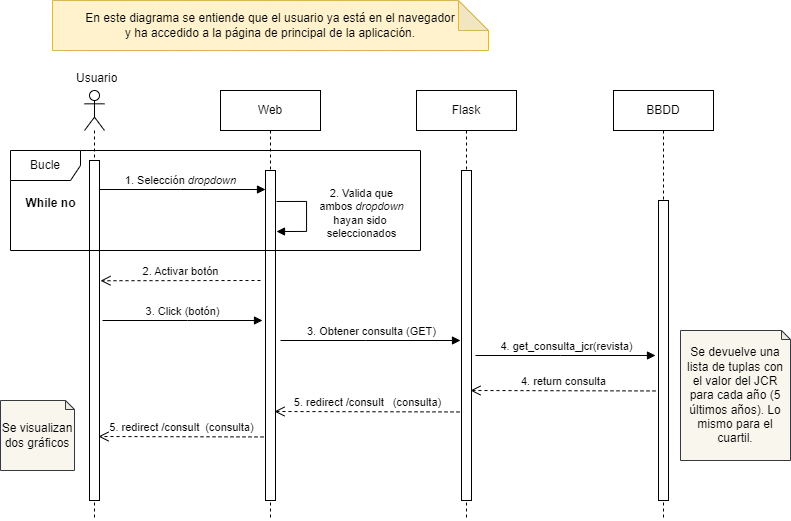 En este diagrama se entiende que el usuario ya está en el navegador
y ha accedido a la página de principal de la aplicación.
Usuario
Web
Flask
BBDD
Bucle
While no
1. Selección dropdown
2. Valida que
ambos dropdown
hayan sido
seleccionados
2. Activar botón
3. Click (botón)
3. Obtener consulta (GET)
4. get_consulta_jcr(revista)
4. return consulta
5. redirect /consult (consulta)
5. redirect /consult (consulta)
Se devuelve una
lista de tuplas con
el valor del JCR
para cada año (5
últimos años). Lo
mismo para el
cuartil.
Se visualizan
dos gráficos